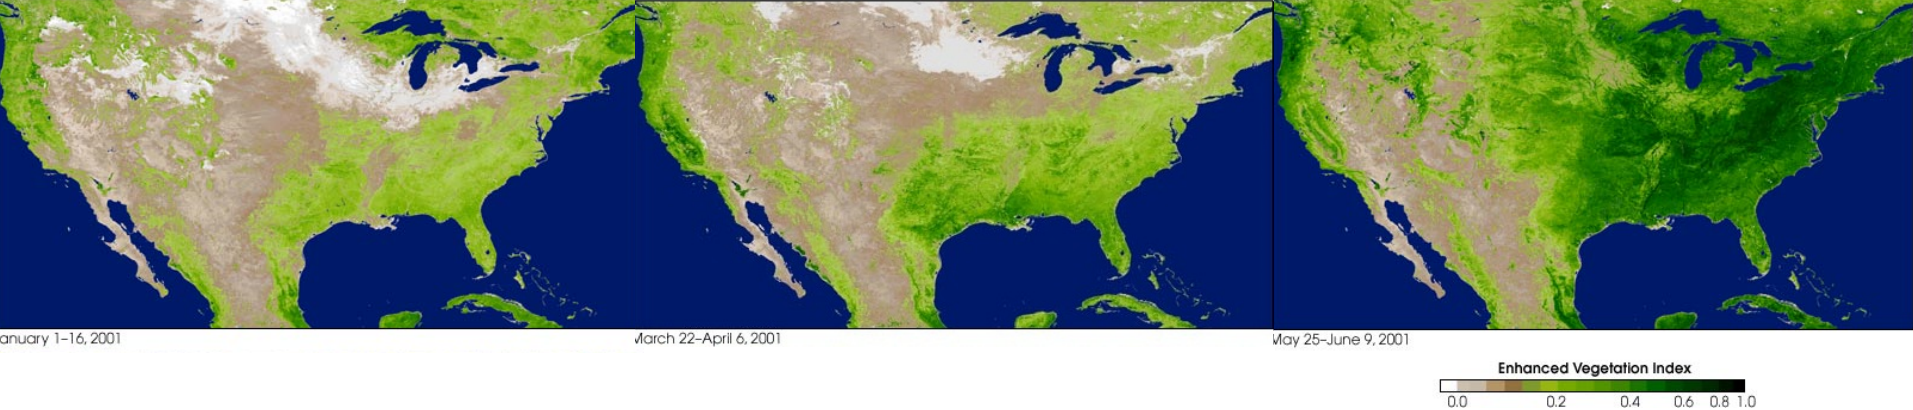 anuary 1–16, 2001
March 22–April 6, 2001
May 25–June 9, 2001
Enhanced Vegetation Index
0.0 0.2 0.4 0.6 0.8 1.0